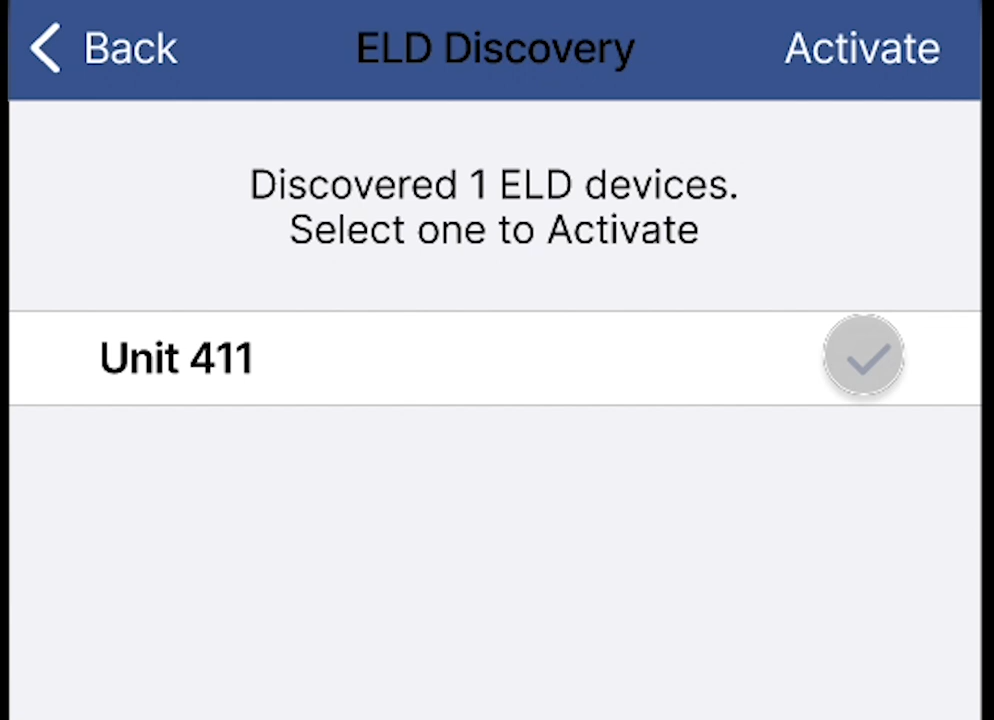 Back ELD Discovery Activate
Discovered 1 ELD devices.
Select one to Activate
Unit 411